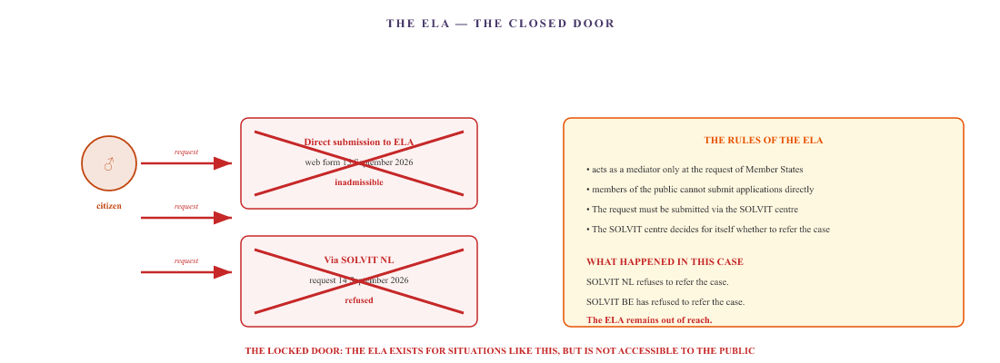 THE ELA — THE CLOSED DOOR
request
Direct submission to ELA
web form 13 September 2026
inadmissible
citizen
request
request
Via SOLVIT NL
request 14 September 2026
refused
THE RULES OF THE ELA
• acts as a mediator only at the request of Member States
• members of the public cannot submit applications directly
• The request must be submitted via the SOLVIT centre
• The SOLVIT centre decides for itself whether to refer the case
WHAT HAPPENED IN THIS CASE
SOLVIT NL refuses to refer the case.
SOLVIT BE has refused to refer the case.
The ELA remains out of reach.
THE LOCKED DOOR: THE ELA EXISTS FOR SITUATIONS LIKE THIS, BUT IS NOT ACCESSIBLE TO THE PUBLIC